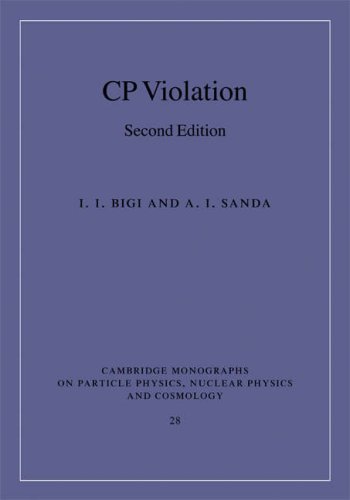 CP Violation
Second Edition
I. I. BIGI AND A. I. SANDA
CAMBRIDGE MONOGRAPHS
ON PARTICLE PHYSICS, NUCLEAR PHYSICS
AND COSMOLOGY
28